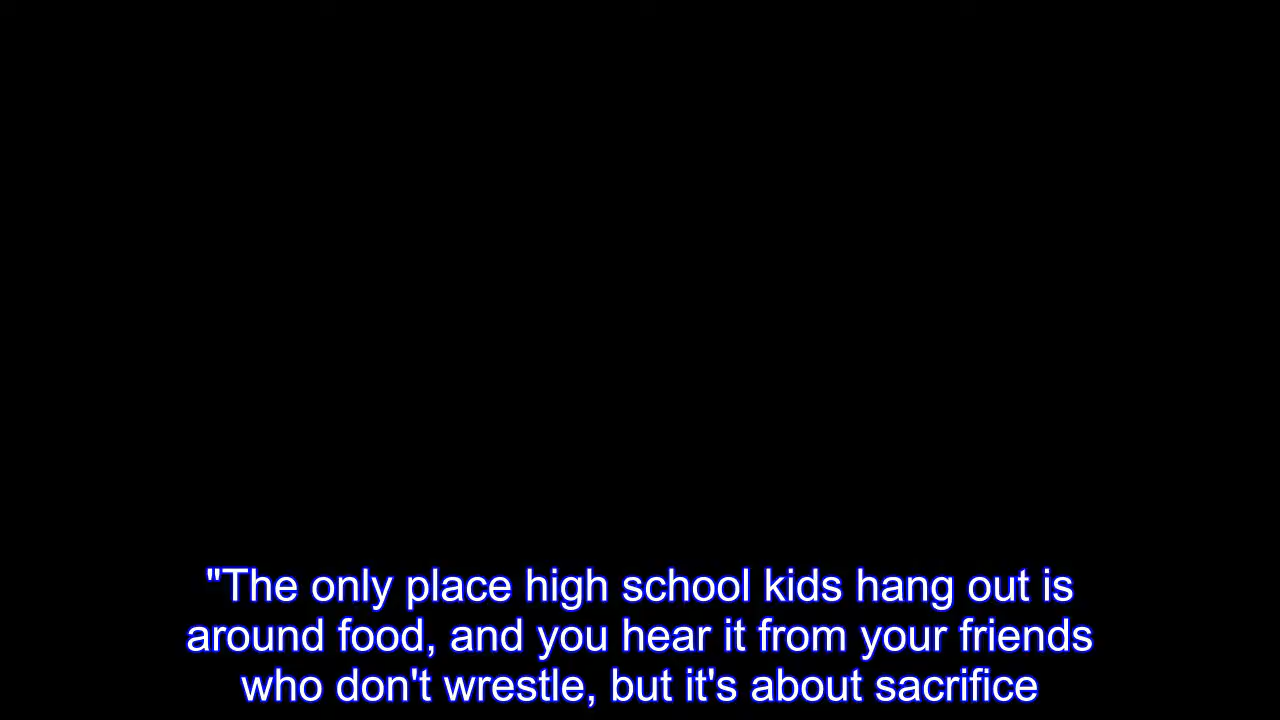 "The only place high school kids hang out is
around food, and you hear it from your friends
who don't wrestle, but it's about sacrifice